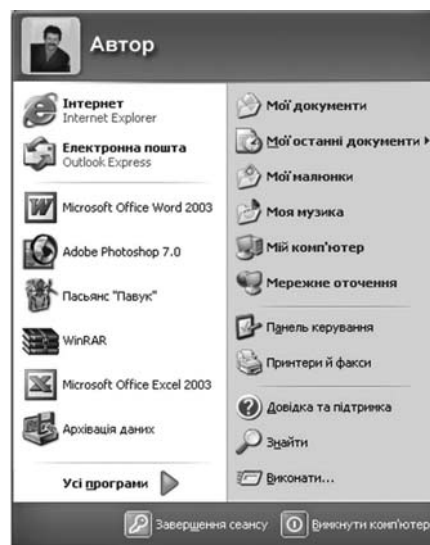 Автор
Інтернет
Internet Explorer
Електронна пошта
Outlook Express
Microsoft Office Word 2003
Adobe Photoshop 7.0
Пасьянс "Павук"
WinRAR
Microsoft Office Excel 2003
Архівація даних
Усі програми
Мої документи
Мої останні документи
Мої малюнки
Моя музика
Мій комп'ютер
Мережне оточення
Панель керування
Принтери й факси
Довідка та підтримка
Знайти
Виконати...
Завершення сеансу
Вимкнути комп'ютер